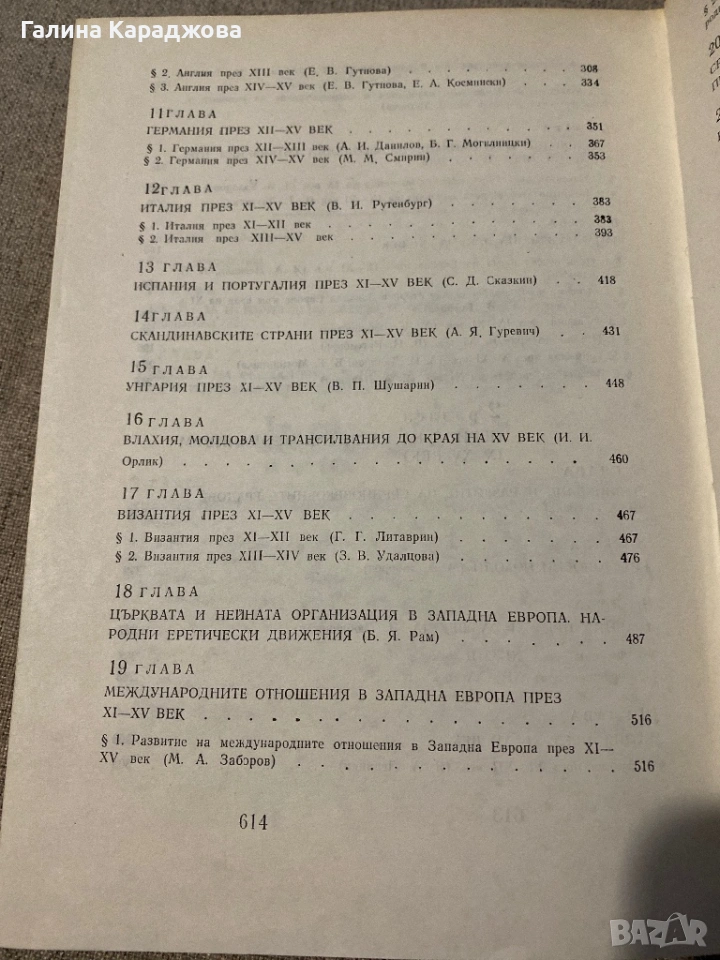 Галина Караджова
§ 2. Англия през XIII век (Е. В. Гутнова) . . . . . . . . . 308
§ 3. Англия през XIV—XV век (Е. В. Гутнова, Е. А. Космински) . . . . 334
11 ГЛАВА
ГЕРМАНИЯ ПРЕЗ XII—XV ВЕК . . . . . . . . . . . 351
§ 1. Германия през XII—XIII век (А. И. Данилов, Б. Г. Могилницки) . . 367
§ 2. Германия през XIV—XV век (М. М. Смирин) . . . . . . . 353
12 ГЛАВА
ИТАЛИЯ ПРЕЗ XI—XV ВЕК (В. И. Рутенбург) . . . . . . . 383
§ 1. Италия през XI—XII век . . . . . . . . . . . 383
§ 2. Италия през XIII—XV век . . . . . . . . . . . 393
13 ГЛАВА
ИСПАНИЯ И ПОРТУГАЛИЯ ПРЕЗ XI—XV ВЕК (С. Д. Сказкин) . . 418
14 ГЛАВА
СКАНДИНАВСКИТЕ СТРАНИ ПРЕЗ XI—XV ВЕК (А. Я. Гуревич) . . 431
15 ГЛАВА
УНГАРИЯ ПРЕЗ XI—XV ВЕК (В. П. Шушарин) . . . . . . . 448
16 ГЛАВА
ВЛАХИЯ, МОЛДОВА И ТРАНСИЛВАНИЯ ДО КРАЯ НА XV ВЕК (И. И.
Орлик) . . . . . . . . . . . . . . . . . 460
17 ГЛАВА
ВИЗАНТИЯ ПРЕЗ XI—XV ВЕК . . . . . . . . . . . 467
§ 1. Византия през XI—XII век (Г. Г. Литаврин) . . . . . . . 467
§ 2. Византия през XIII—XIV век (З. В. Удалцова) . . . . . . 476
18 ГЛАВА
ЦЪРКВАТА И НЕЙНАТА ОРГАНИЗАЦИЯ В ЗАПАДНА ЕВРОПА. НА-
РОДНИ ЕРЕТИЧЕСКИ ДВИЖЕНИЯ (Б. Я. Рам) . . . . . . . 487
19 ГЛАВА
МЕЖДУНАРОДНИТЕ ОТНОШЕНИЯ В ЗАПАДНА ЕВРОПА ПРЕЗ
XI—XV ВЕК . . . . . . . . . . . . . . . . 516
§ 1. Развитие на международните отношения в Западна Европа през XI—
XV век (М. А. Заборов) . . . . . . . . . . . . 516
614
BAZAR